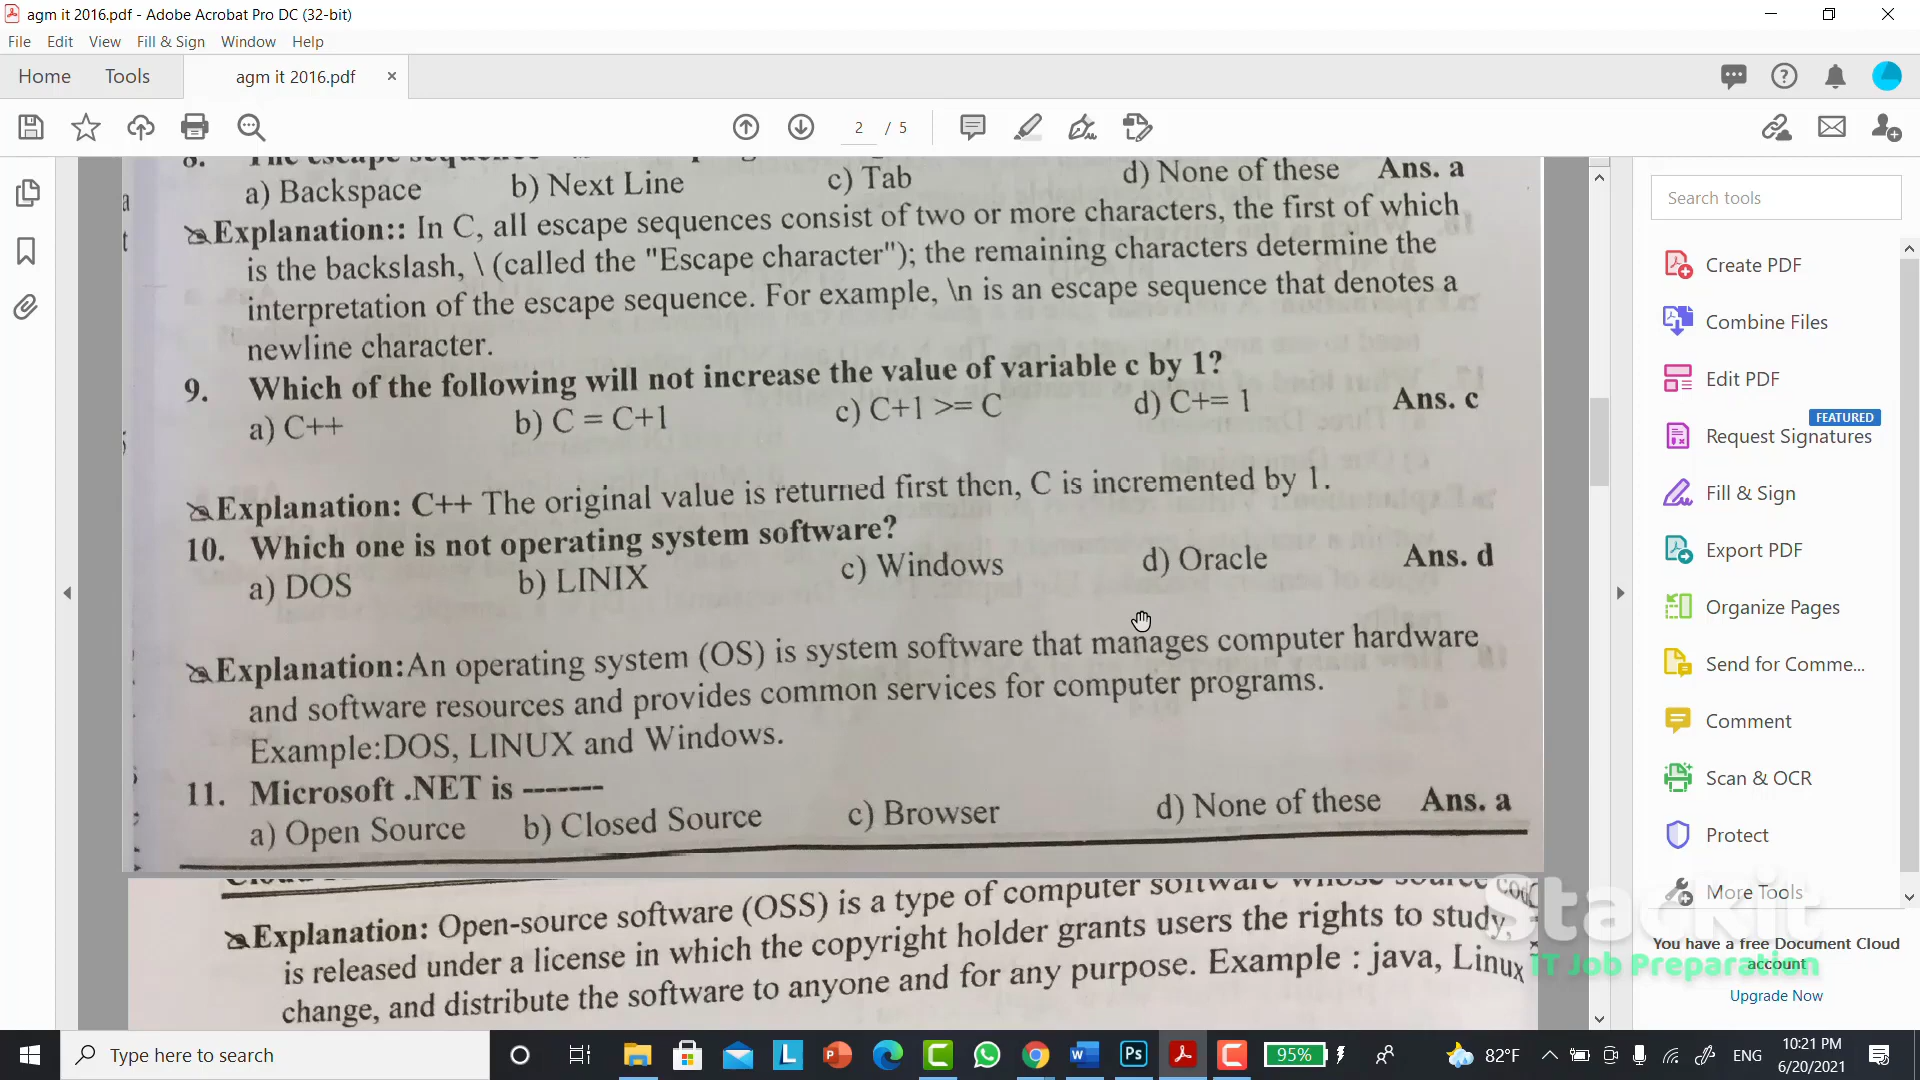 agm it 2016.pdf - Adobe Acrobat Pro DC (32-bit)
File Edit View Fill & Sign Window Help
Home Tools agm it 2016.pdf ×
2 / 5
8. The escape
a) Backspace b) Next Line c) Tab d) None of these Ans. a
Explanation:: In C, all escape sequences consist of two or more characters, the first of which
is the backslash, \ (called the "Escape character"); the remaining characters determine the
interpretation of the escape sequence. For example, \n is an escape sequence that denotes a
newline character.
9. Which of the following will not increase the value of variable c by 1?
a) C++ b) C = C+1 c) C+1 >= C d) C+= 1 Ans. c
Explanation: C++ The original value is returned first then, C is incremented by 1.
10. Which one is not operating system software?
a) DOS b) LINIX c) Windows d) Oracle Ans. d
Explanation:An operating system (OS) is system software that manages computer hardware
and software resources and provides common services for computer programs.
Example:DOS, LINUX and Windows.
11. Microsoft .NET is -------
a) Open Source b) Closed Source c) Browser d) None of these Ans. a
Explanation: Open-source software (OSS) is a type of computer software whose source
is released under a license in which the copyright holder grants users the rights to study,
change, and distribute the software to anyone and for any purpose. Example : java, Linux
Search tools
Create PDF
Combine Files
Edit PDF
FEATURED
Request Signatures
Fill & Sign
Export PDF
Organize Pages
Send for Comme...
Comment
Scan & OCR
Protect
More Tools
Stackit
IT Job Preparation
You have a free Document Cloud
account
Upgrade Now
Type here to search
95%
82°F
ENG
10:21 PM
6/20/2021